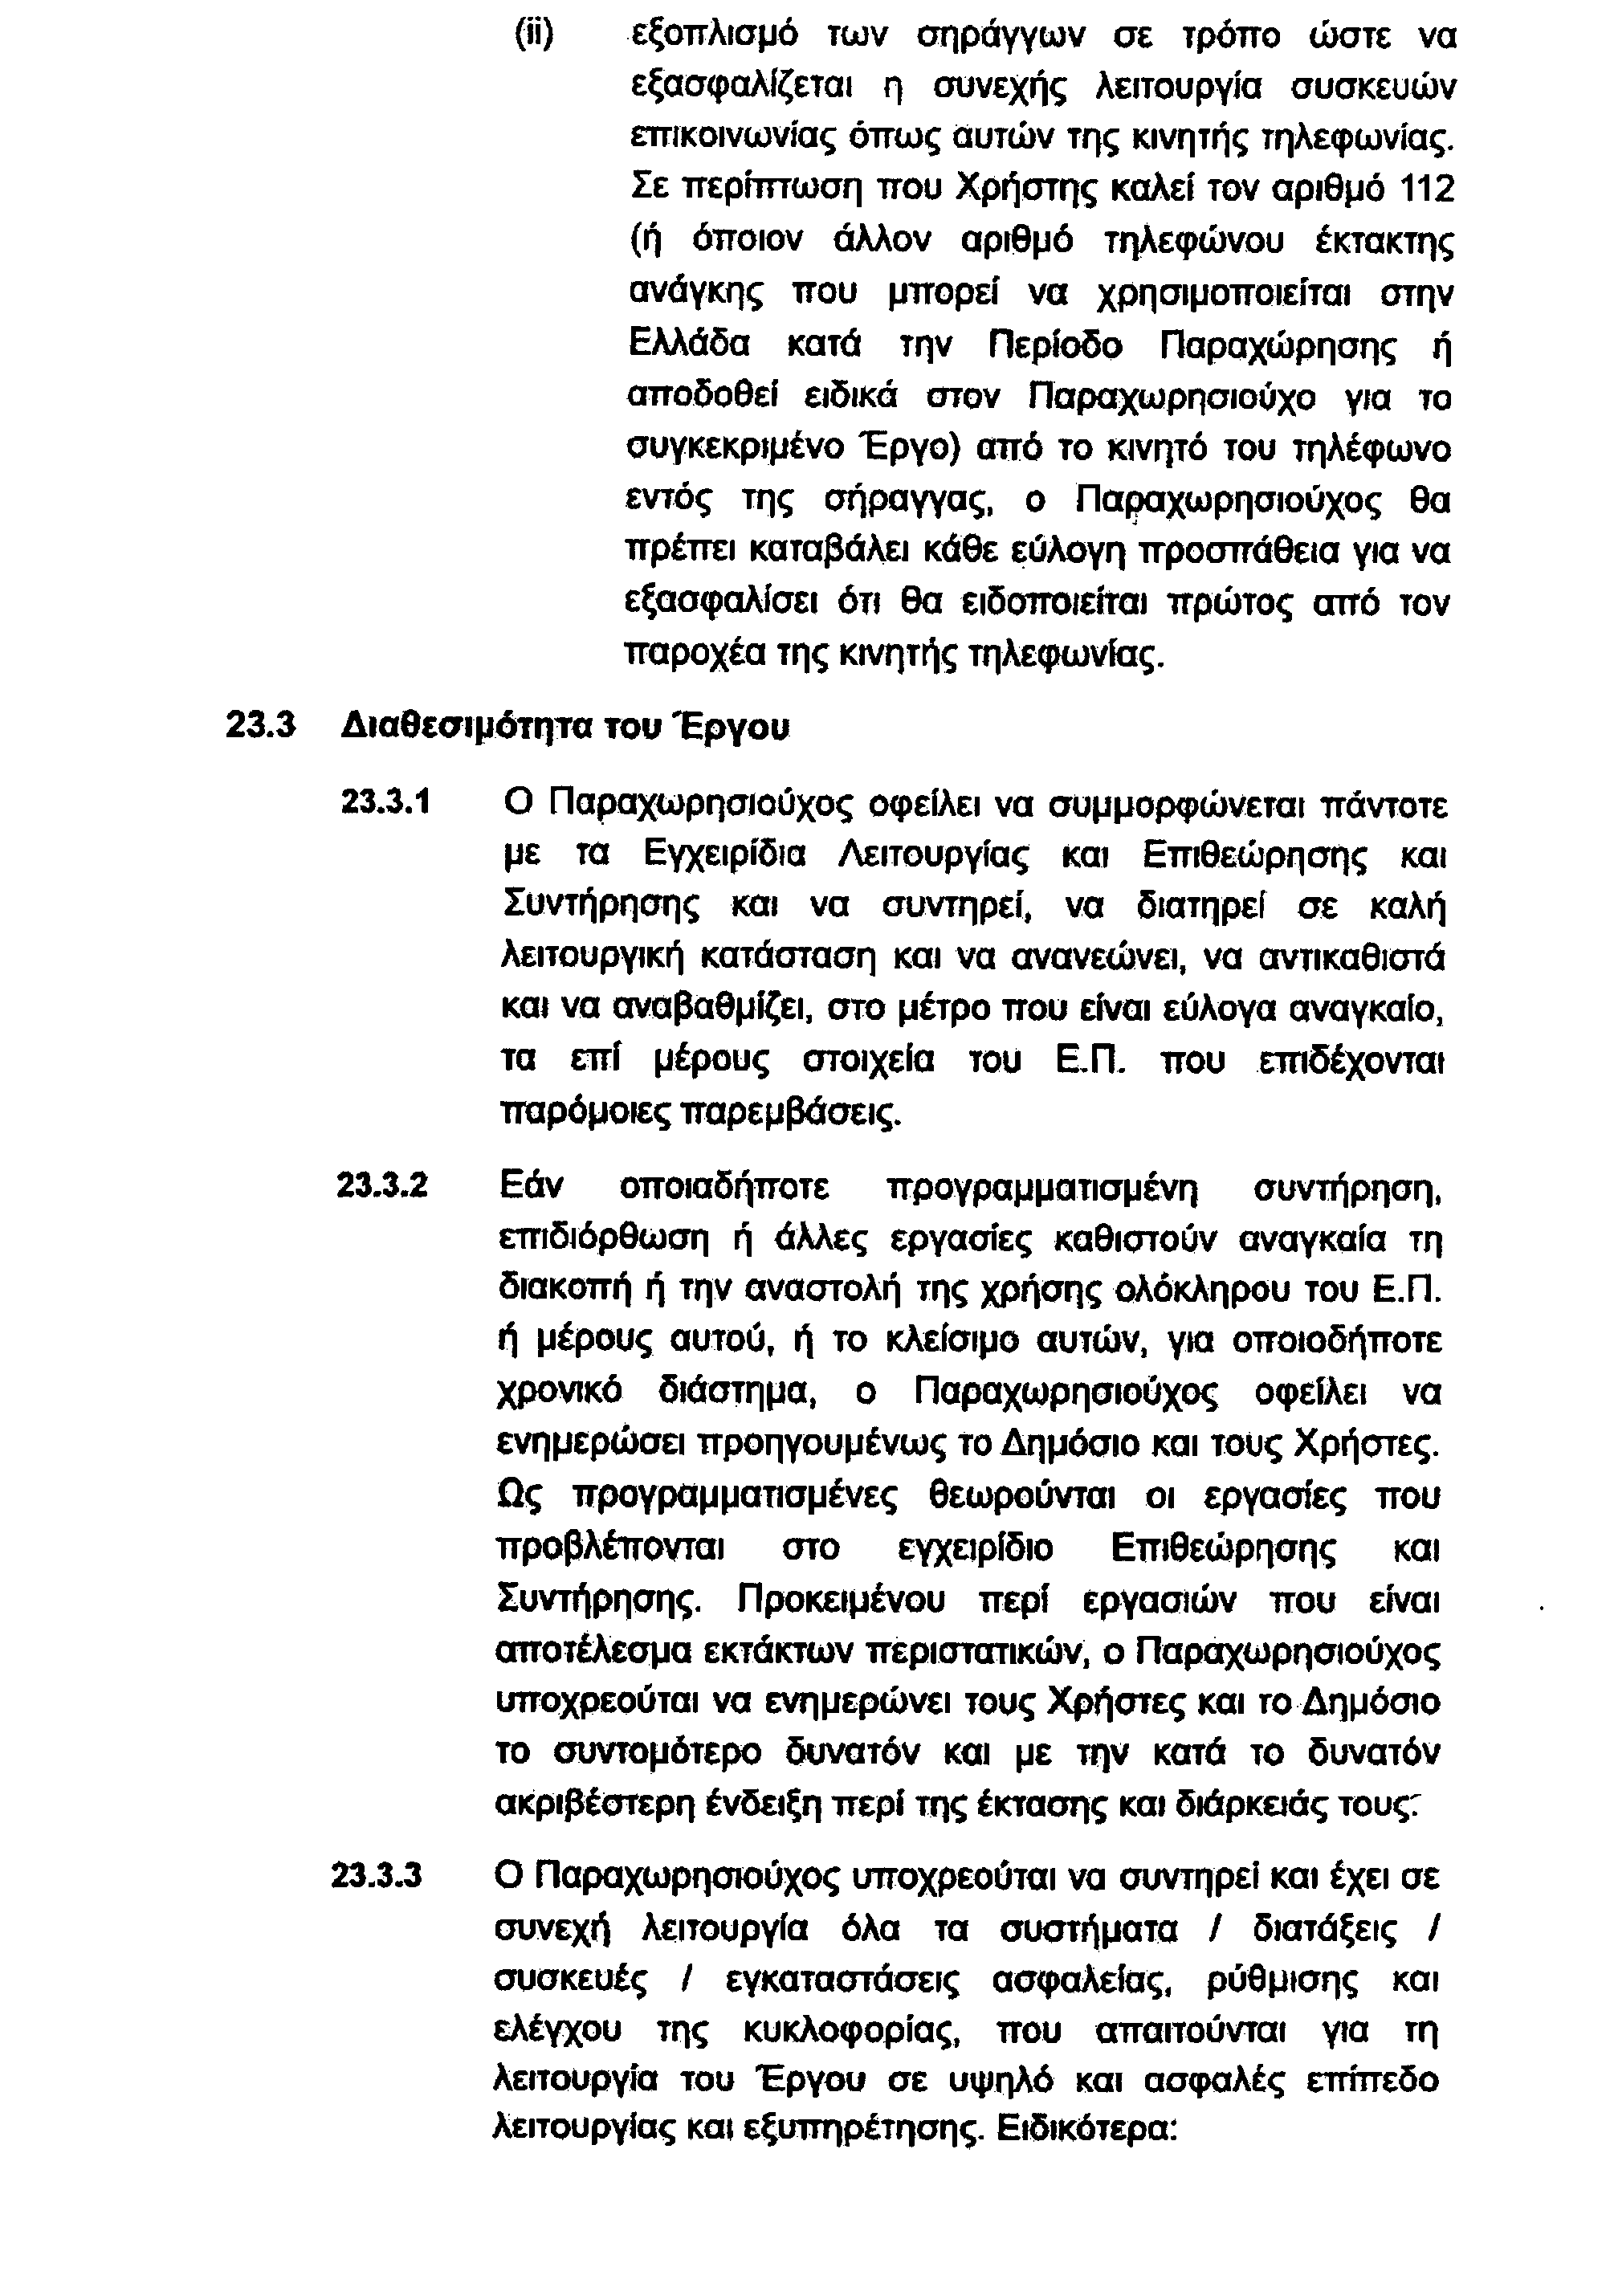 (ii) εξοπλισμό των σηράγγων σε τρόπο ώστε να
εξασφαλίζεται η συνεχής λειτουργία συσκευών
επικοινωνίας όπως αυτών της κινητής τηλεφωνίας.
Σε περίπτωση που Χρήστης καλεί τον αριθμό 112
(ή όποιον άλλον αριθμό τηλεφώνου έκτακτης
ανάγκης που μπορεί να χρησιμοποιείται στην
Ελλάδα κατά την Περίοδο Παραχώρησης ή
αποδοθεί ειδικά στον Παραχωρησιούχο για το
συγκεκριμένο Έργο) από το κινητό του τηλέφωνο
εντός της σήραγγας, ο Παραχωρησιούχος θα
πρέπει καταβάλει κάθε εύλογη προσπάθεια για να
εξασφαλίσει ότι θα ειδοποιείται πρώτος από τον
παροχέα της κινητής τηλεφωνίας.
23.3 Διαθεσιμότητα του Έργου
23.3.1 Ο Παραχωρησιούχος οφείλει να συμμορφώνεται πάντοτε
με τα Εγχειρίδια Λειτουργίας και Επιθεώρησης και
Συντήρησης και να συντηρεί, να διατηρεί σε καλή
λειτουργική κατάσταση και να ανανεώνει, να αντικαθιστά
και να αναβαθμίζει, στο μέτρο που είναι εύλογα αναγκαίο,
τα επί μέρους στοιχεία του Ε.Π. που επιδέχονται
παρόμοιες παρεμβάσεις.
23.3.2 Εάν οποιαδήποτε προγραμματισμένη συντήρηση,
επιδιόρθωση ή άλλες εργασίες καθιστούν αναγκαία τη
διακοπή ή την αναστολή της χρήσης ολόκληρου του Ε.Π.
ή μέρους αυτού, ή το κλείσιμο αυτών, για οποιοδήποτε
χρονικό διάστημα, ο Παραχωρησιούχος οφείλει να
ενημερώσει προηγουμένως το Δημόσιο και τους Χρήστες.
Ως προγραμματισμένες θεωρούνται οι εργασίες που
προβλέπονται στο εγχειρίδιο Επιθεώρησης και
Συντήρησης. Προκειμένου περί εργασιών που είναι
αποτέλεσμα εκτάκτων περιστατικών, ο Παραχωρησιούχος
υποχρεούται να ενημερώνει τους Χρήστες και το Δημόσιο
το συντομότερο δυνατόν και με την κατά το δυνατόν
ακριβέστερη ένδειξη περί της έκτασης και διάρκειάς τους.
23.3.3 Ο Παραχωρησιούχος υποχρεούται να συντηρεί και έχει σε
συνεχή λειτουργία όλα τα συστήματα / διατάξεις /
συσκευές / εγκαταστάσεις ασφαλείας, ρύθμισης και
ελέγχου της κυκλοφορίας, που απαιτούνται για τη
λειτουργία του Έργου σε υψηλό και ασφαλές επίπεδο
λειτουργίας και εξυπηρέτησης. Ειδικότερα: